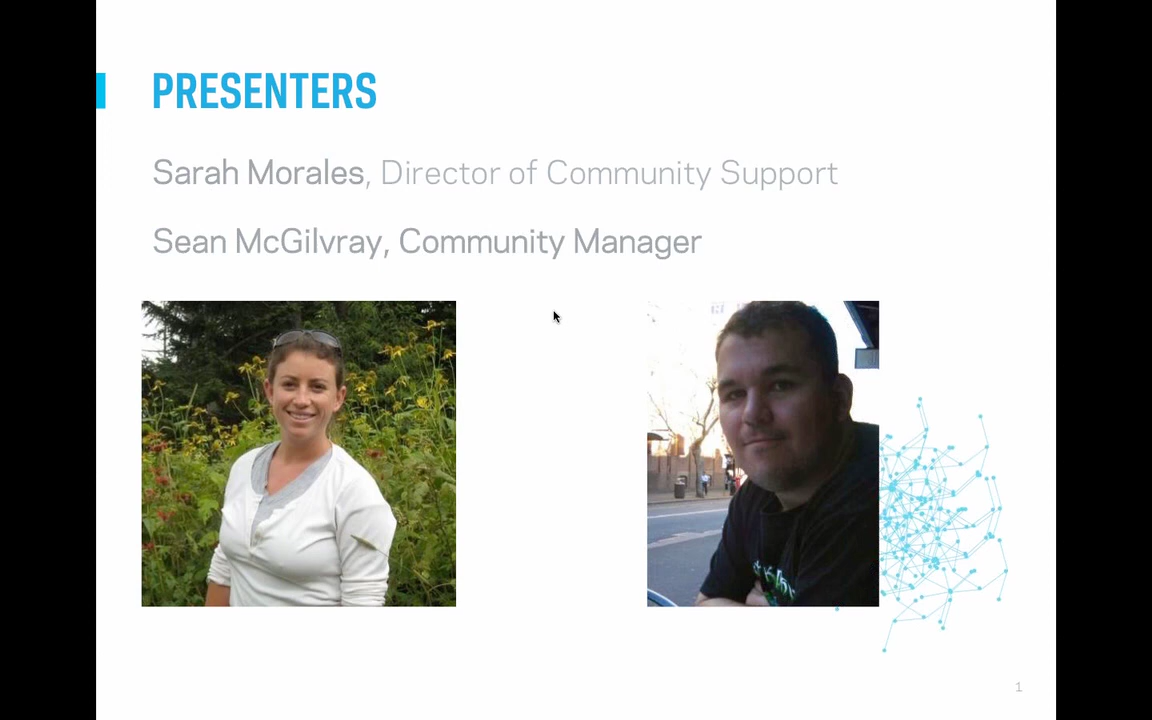 PRESENTERS
Sarah Morales, Director of Community Support
Sean McGilvray, Community Manager
1